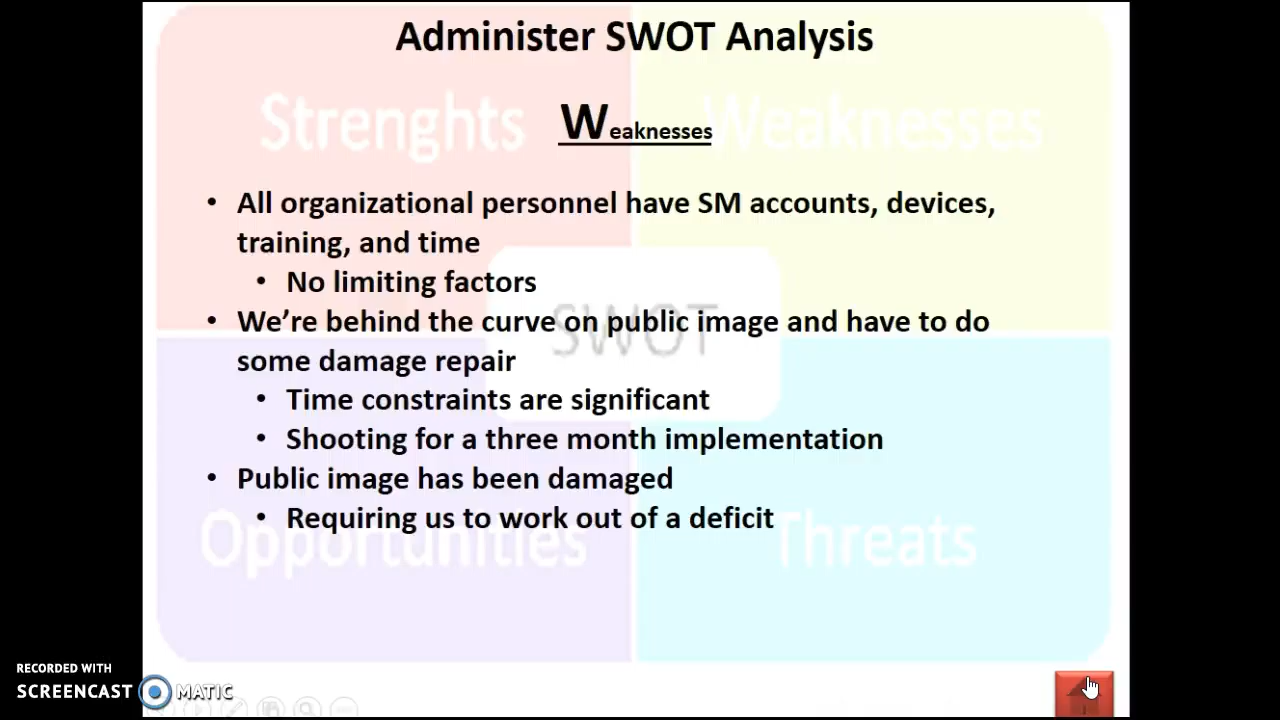 Administer SWOT Analysis
Strenghts
Weaknesses
Weaknesses
• All organizational personnel have SM accounts, devices,
training, and time
• No limiting factors
• We're behind the curve on public image and have to do
SWOT
some damage repair
• Time constraints are significant
• Shooting for a three month implementation
• Public image has been damaged
• Requiring us to work out of a deficit
Opportunities
Threats
RECORDED WITH
SCREENCAST MATIC